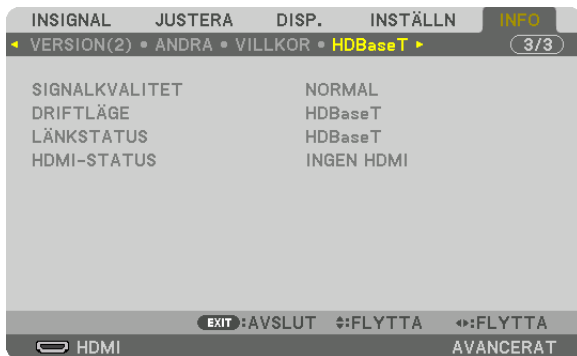 INSIGNAL JUSTERA DISP. INSTÄLLN INFO
VERSION(2) • ANDRA • VILLKOR • HDBaseT 3/3
SIGNALKVALITET NORMAL
DRIFTLÄGE HDBaseT
LÄNKSTATUS HDBaseT
HDMI-STATUS INGEN HDMI
EXIT :AVSLUT :FLYTTA :FLYTTA
HDMI AVANCERAT